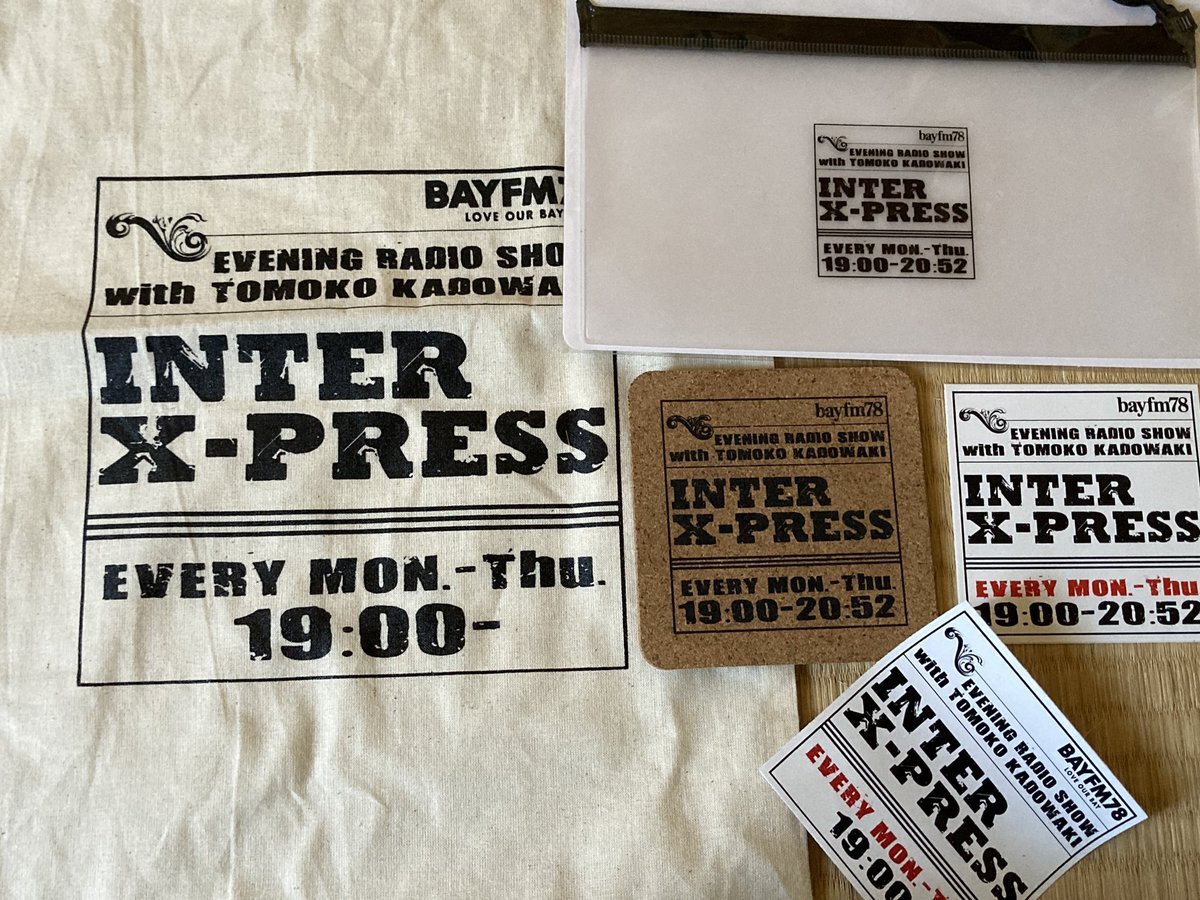 BAYFM7
LOVE OUR BAY
EVENING RADIO SHO
with TOMOKO KADOWA
INTER
X-PRESS
EVERY MON.-Thu.
19:00-
bayfm78
EVENING RADIO SHOW
with TOMOKO KADOWAKI
INTER
X-PRESS
EVERY MON.-Thu.
19:00-20:52
bayfm78
EVENING RADIO SHOW
with TOMOKO KADOWAKI
INTER
X-PRESS
EVERY MON.-Thu.
19:00-20:52
bayfm78
EVENING RADIO SHOW
with TOMOKO KADOWAKI
INTER
X-PRESS
EVERY MON.-Thu.
19:00-20:52
BAYFM78
LOVE OUR BAY
EVENING RADIO SHOW
with TOMOKO KADOWAKI
INTER
X-PRESS
EVERY MON.-T
19:00